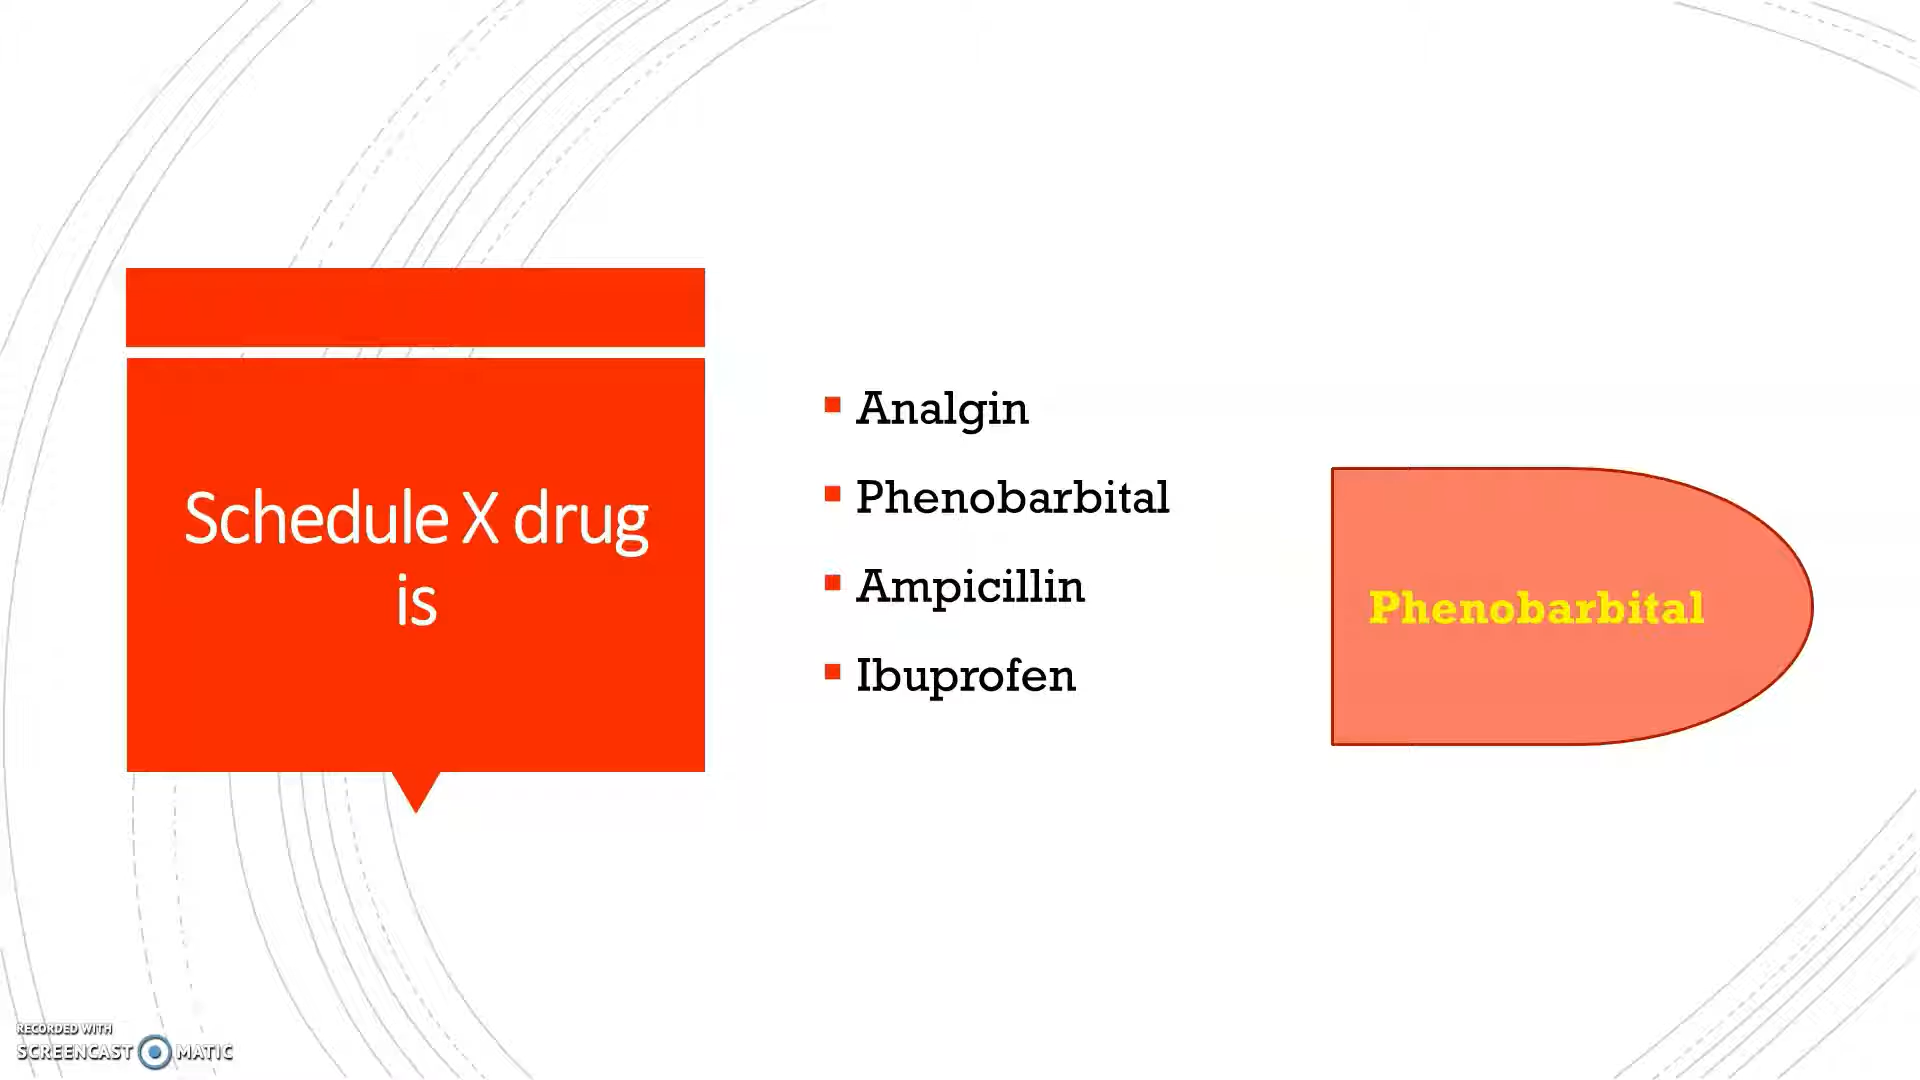 Schedule X drug
is
Analgin
Phenobarbital
Ampicillin
Ibuprofen
Phenobarbital
RECORDED WITH
SCREENCAST MATIC